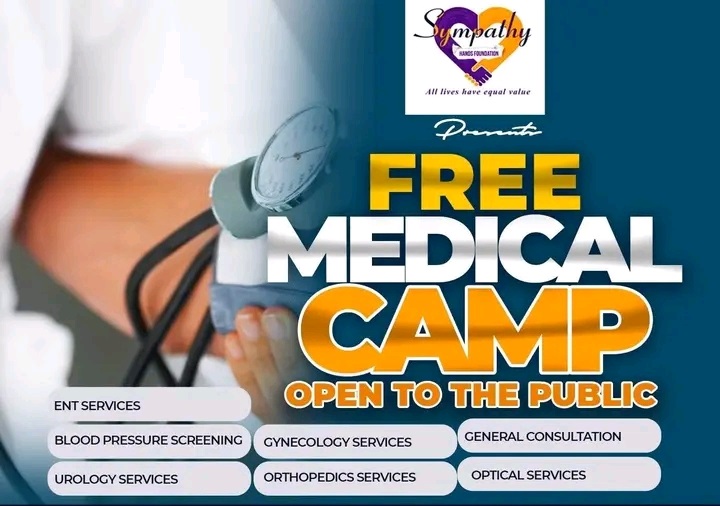 Sympathy
HANDS FOUNDATION
All lives have equal value
Presents
FREE
MEDICAL
CAMP
OPEN TO THE PUBLIC
ENT SERVICES
BLOOD PRESSURE SCREENING
GYNECOLOGY SERVICES
GENERAL CONSULTATION
UROLOGY SERVICES
ORTHOPEDICS SERVICES
OPTICAL SERVICES